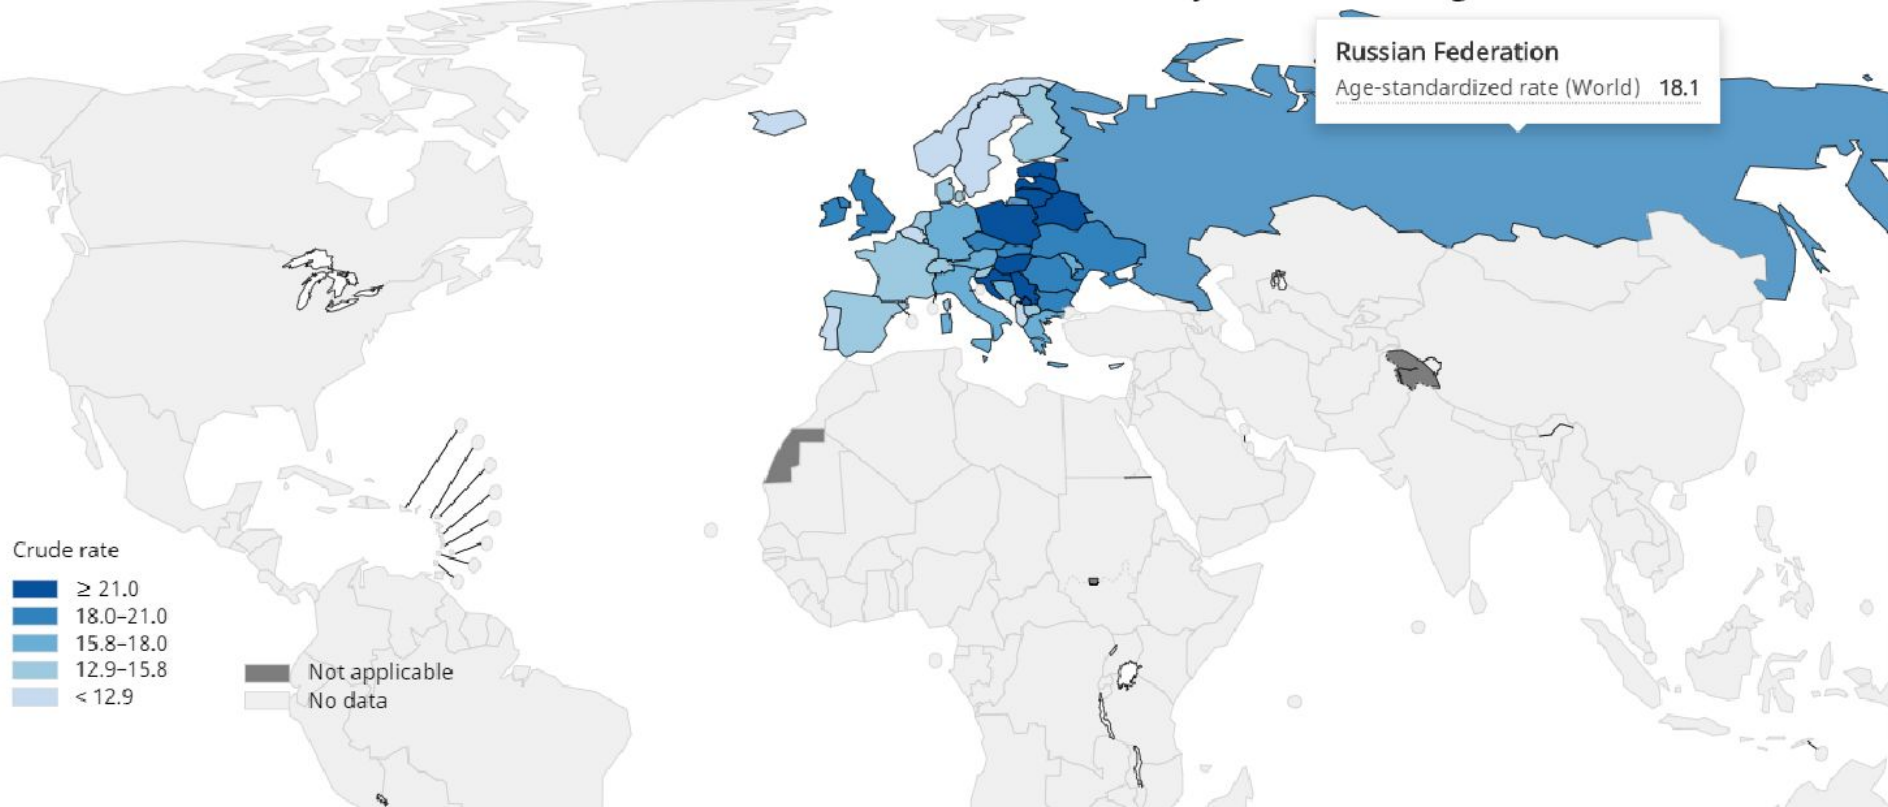 Russian Federation
Age-standardized rate (World) 18.1
Crude rate
≥ 21.0
18.0–21.0
15.8–18.0
12.9–15.8
< 12.9
Not applicable
No data